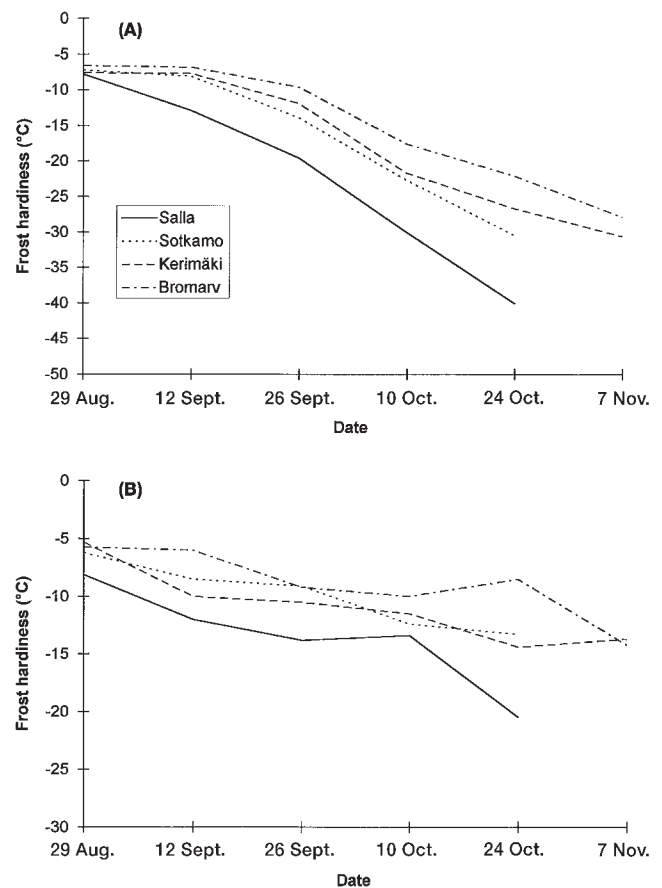 (A)
0
-5
-10
-15
-20
-25
-30
-35
-40
-45
-50
Frost hardiness (°C)
Salla
Sotkamo
Kerimäki
Bromarv
29 Aug. 12 Sept. 26 Sept. 10 Oct. 24 Oct. 7 Nov.
Date
(B)
0
-5
-10
-15
-20
-25
-30
Frost hardiness (°C)
29 Aug. 12 Sept. 26 Sept. 10 Oct. 24 Oct. 7 Nov.
Date